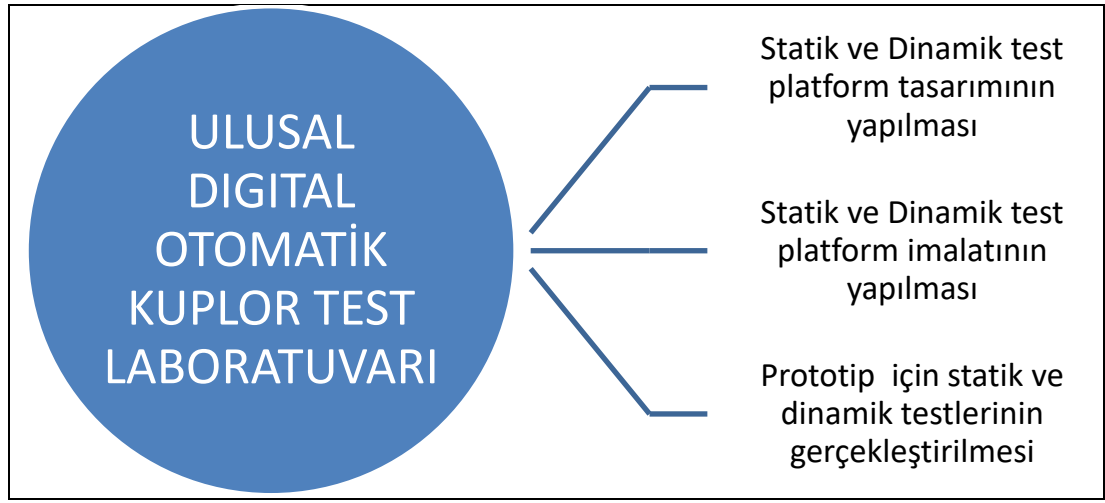 ULUSAL
DIGITAL
OTOMATİK
KUPLOR TEST
LABORATUVARI
Statik ve Dinamik test
platform tasarımının
yapılması
Statik ve Dinamik test
platform imalatının
yapılması
Prototip için statik ve
dinamik testlerinin
gerçekleştirilmesi